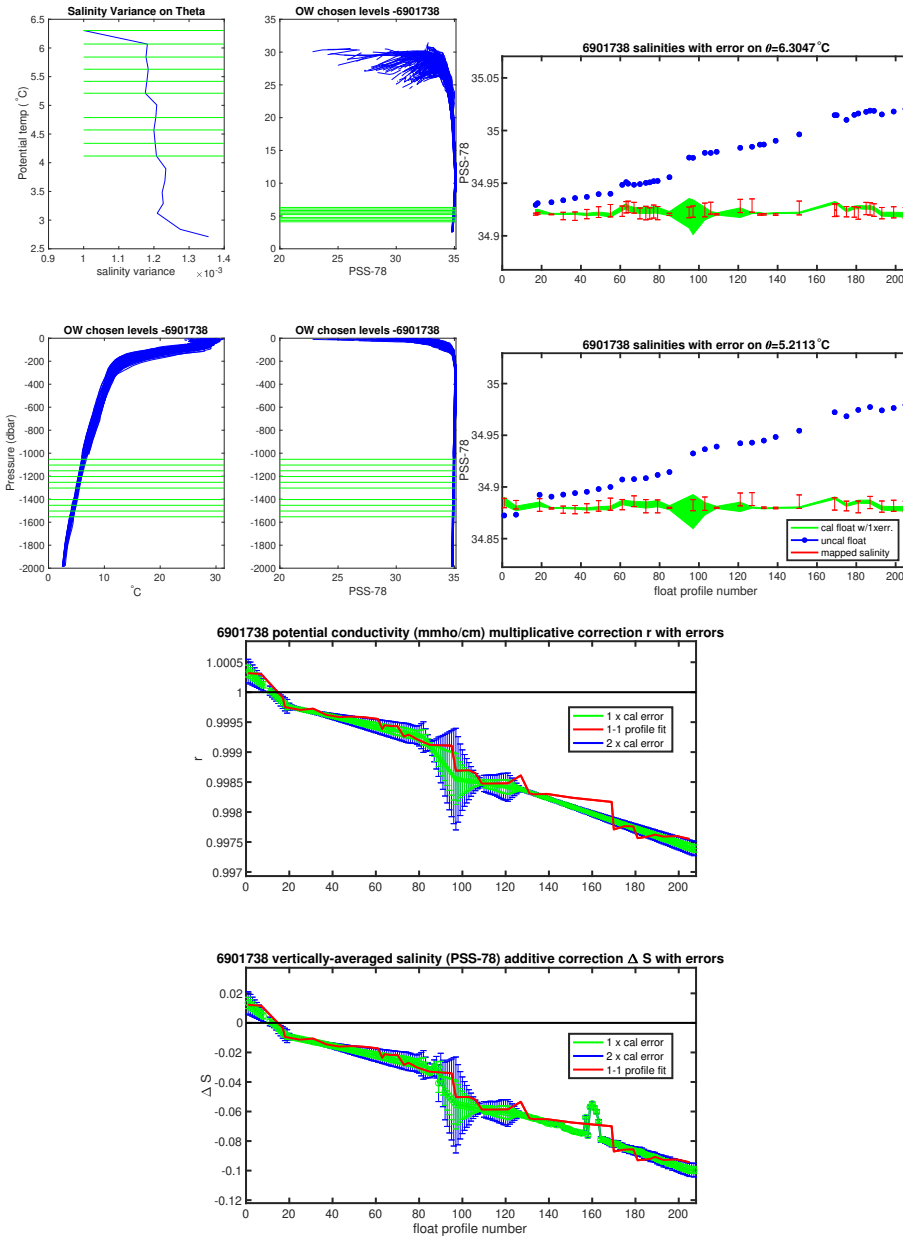 Salinity Variance on Theta
6.5
6
5.5
5
4.5
4
3.5
3
2.5
Potential temp (°C)
0.9 1 1.1 1.2 1.3 1.4
×10⁻³
salinity variance
OW chosen levels -6901738
40
35
30
25
20
15
10
5
0
20 25 30 35
PSS-78
6901738 salinities with error on θ=6.3047°C
35.05
35
34.95
34.9
PSS-78
0 20 40 60 80 100 120 140 160 180 200
OW chosen levels -6901738
0
-200
-400
-600
-800
-1000
-1200
-1400
-1600
-1800
-2000
Pressure (dbar)
0 10 20 30
°C
OW chosen levels -6901738
0
-200
-400
-600
-800
-1000
-1200
-1400
-1600
-1800
-2000
20 25 30 35
PSS-78
6901738 salinities with error on θ=5.2113°C
35
34.95
34.9
34.85
PSS-78
cal float w/1xerr.
uncal float
mapped salinity
0 20 40 60 80 100 120 140 160 180 200
float profile number
6901738 potential conductivity (mmho/cm) multiplicative correction r with errors
1.0005
1
0.9995
0.999
0.9985
0.998
0.9975
0.997
r
1 x cal error
1-1 profile fit
2 x cal error
0 20 40 60 80 100 120 140 160 180 200
6901738 vertically-averaged salinity (PSS-78) additive correction Δ S with errors
0.02
0
-0.02
-0.04
-0.06
-0.08
-0.1
-0.12
Δ S
1 x cal error
2 x cal error
1-1 profile fit
0 20 40 60 80 100 120 140 160 180 200
float profile number